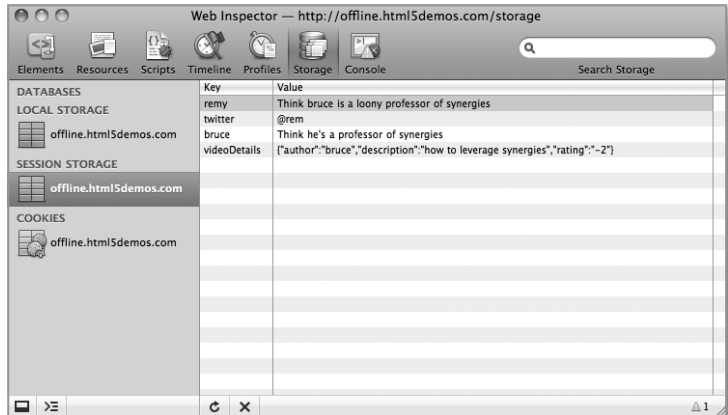 Web Inspector — http://offline.html5demos.com/storage
Elements Resources Scripts Timeline Profiles Storage Console Search Storage
DATABASES
LOCAL STORAGE
offline.html5demos.com
SESSION STORAGE
offline.html5demos.com
COOKIES
offline.html5demos.com
Key Value
remy Think bruce is a loony professor of synergies
twitter @rem
bruce Think he's a professor of synergies
videoDetails {"author":"bruce","description":"how to leverage synergies","rating":"-2"}
1